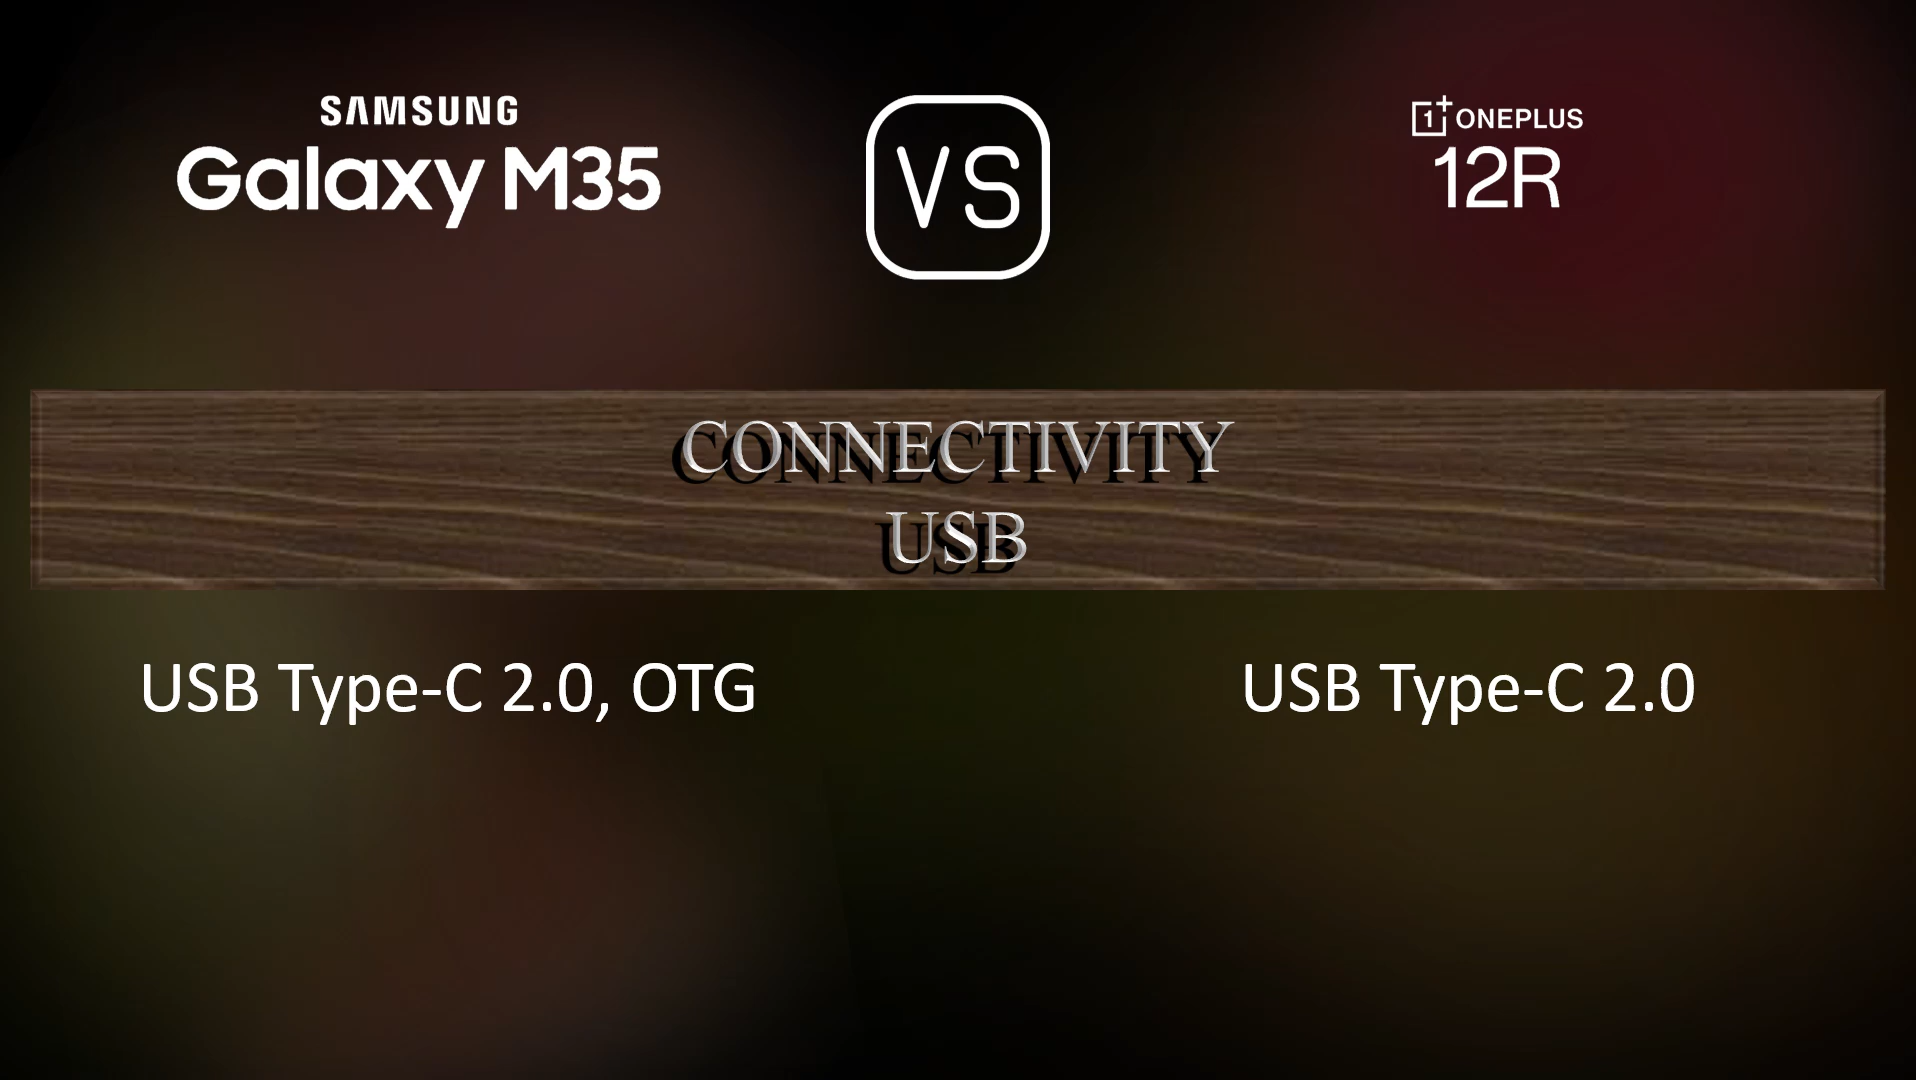 SAMSUNG
Galaxy M35
VS
1+ ONEPLUS
12R
CONNECTIVITY
USB
USB Type-C 2.0, OTG
USB Type-C 2.0